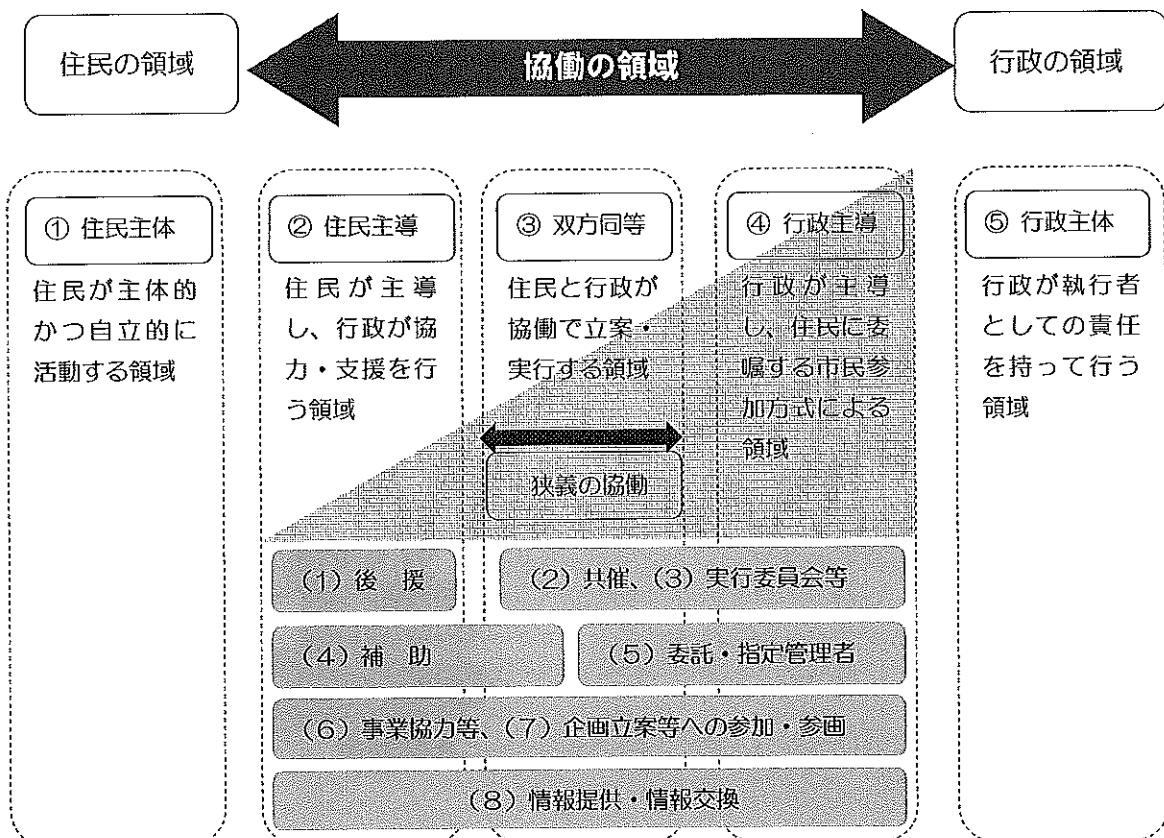 住民の領域
協働の領域
行政の領域
① 住民主体
住民が主体的
かつ自立的に
活動する領域
② 住民主導
住民が主導
し、行政が協
力・支援を行
う領域
③ 双方同等
住民と行政が
協働で立案・
実行する領域
狭義の協働
④ 行政主導
行政が主導
し、住民に委
嘱する市民参
加方式による
領域
⑤ 行政主体
行政が執行者
としての責任
を持って行う
領域
(1)後 援
(2)共催、(3)実行委員会等
(4)補 助
(5)委託・指定管理者
(6)事業協力等、(7)企画立案等への参加・参画
(8)情報提供・情報交換